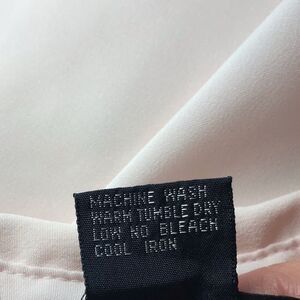 MACHINE WASH
WARM TUMBLE DRY
LOW NO BLEACH
COOL IRON